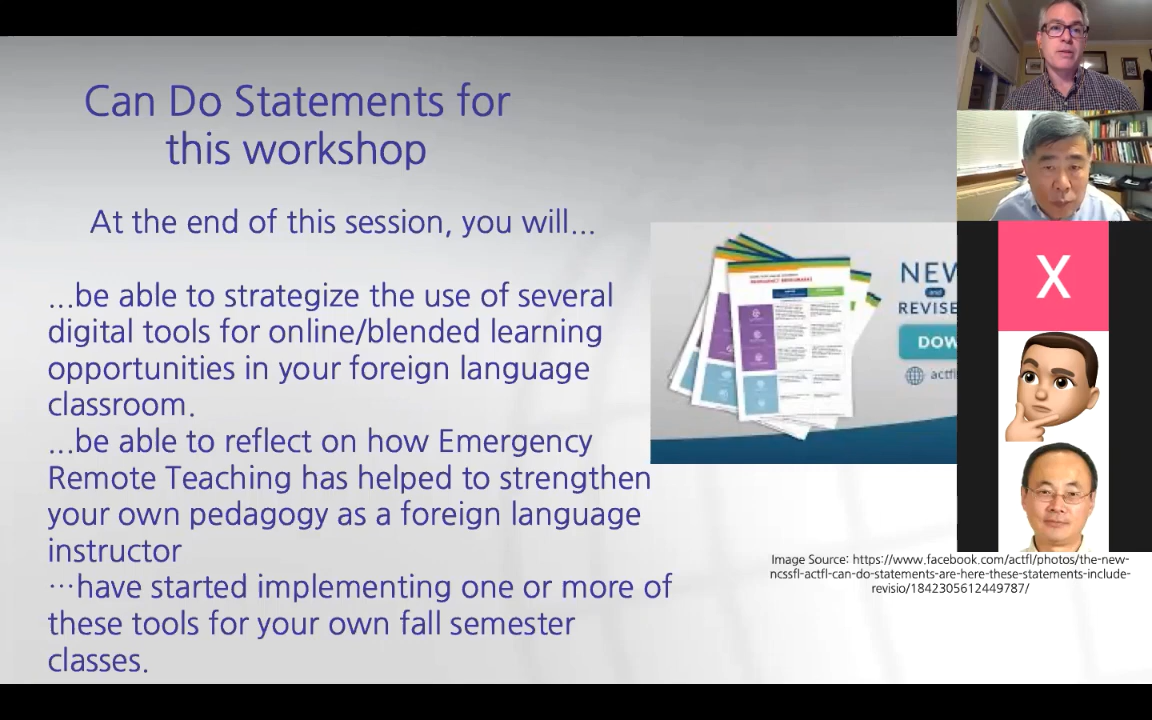 Can Do Statements for
this workshop
At the end of this session, you will...
...be able to strategize the use of several
digital tools for online/blended learning
opportunities in your foreign language
classroom.
...be able to reflect on how Emergency
Remote Teaching has helped to strengthen
your own pedagogy as a foreign language
instructor
…have started implementing one or more of
these tools for your own fall semester
classes.
NEW
and
REVISE
DOW
actfl
X
Image Source: https://www.facebook.com/actfl/photos/the-new-
ncssfl-actfl-can-do-statements-are-here-these-statements-include-
revisio/1842305612449787/